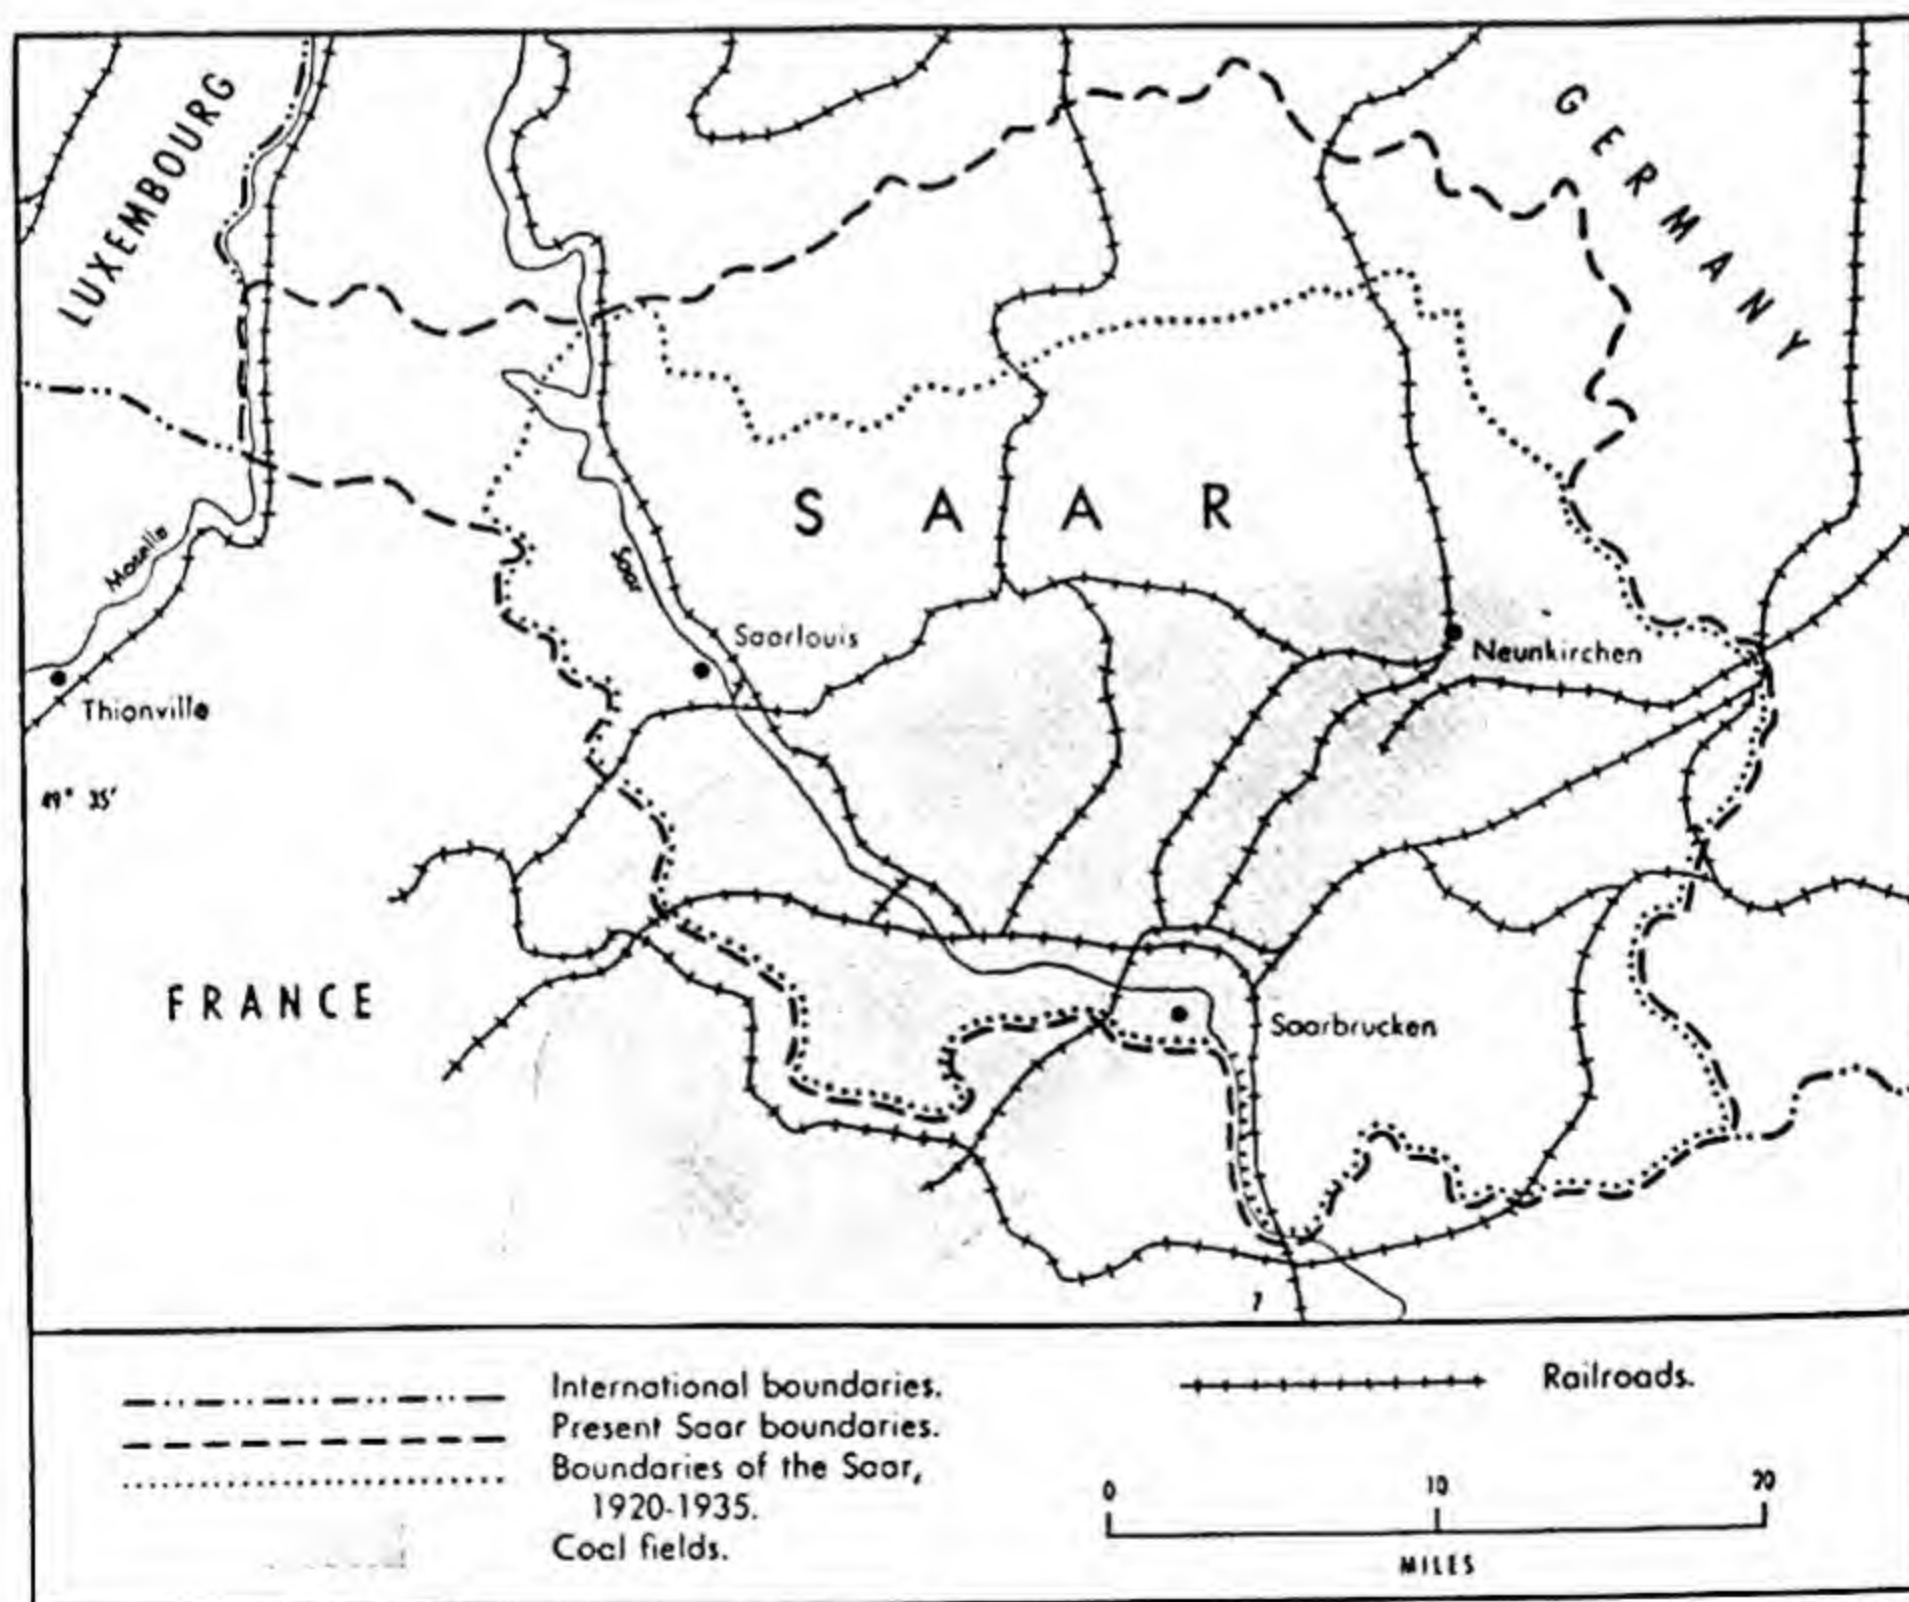 LUXEMBOURG
GERMANY
SAAR
Moselle
Saar
Saarlouis
Neunkirchen
Thionville
49° 35'
FRANCE
Saarbrucken
7
International boundaries.
Railroads.
Present Saar boundaries.
Boundaries of the Saar,
1920-1935.
Coal fields.
0 10 20
MILES